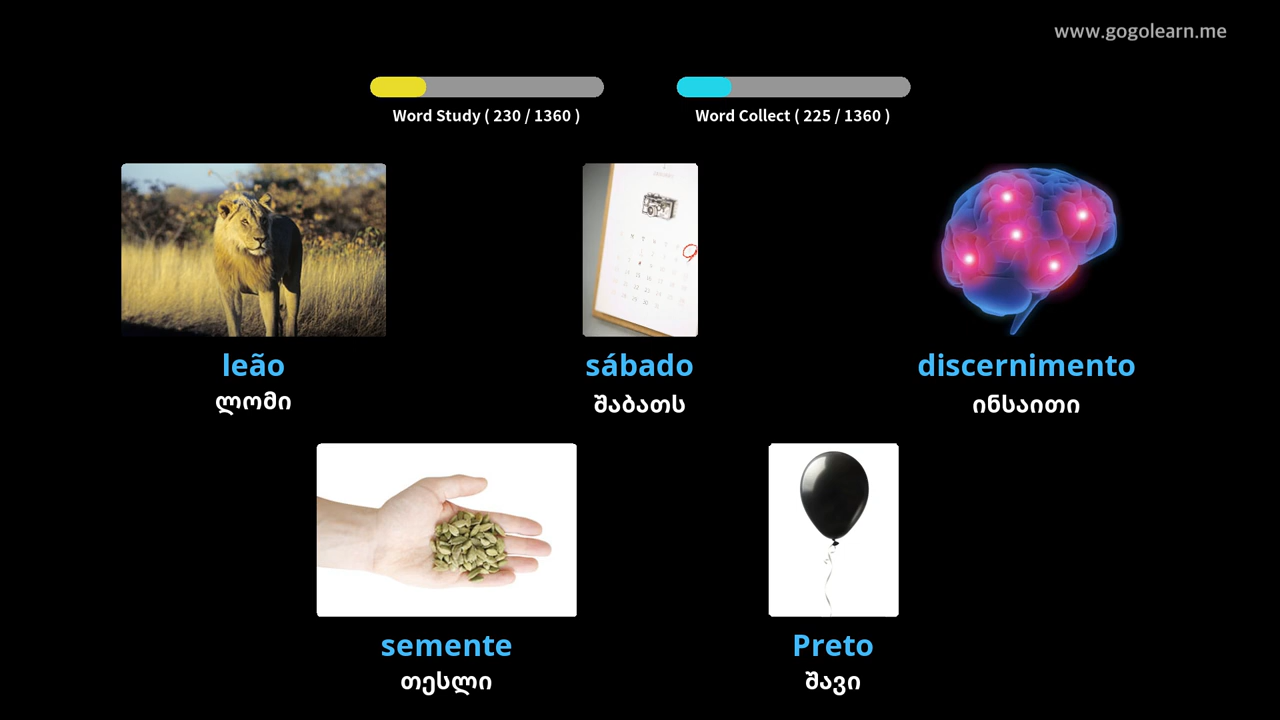 www.gogolearn.me
Word Study ( 230 / 1360 )
Word Collect ( 225 / 1360 )
leão
ლომი
sábado
შაბათს
discernimento
ინსაითი
semente
თესლი
Preto
შავი